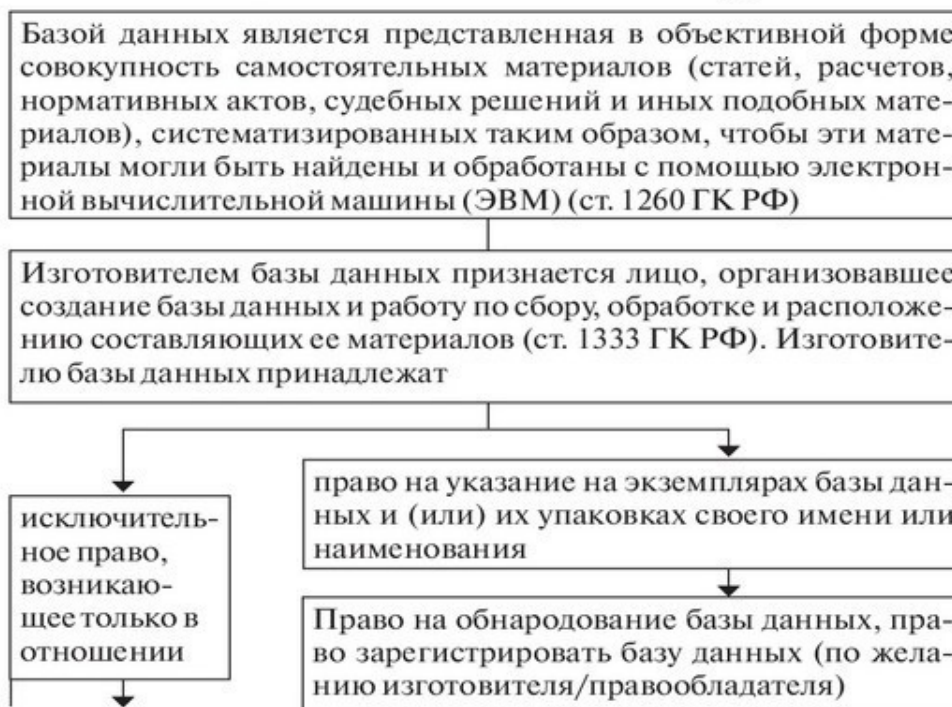 Базой данных является представленная в объективной форме
совокупность самостоятельных материалов (статей, расчетов,
нормативных актов, судебных решений и иных подобных мате-
риалов), систематизированных таким образом, чтобы эти мате-
риалы могли быть найдены и обработаны с помощью электрон-
ной вычислительной машины (ЭВМ) (ст. 1260 ГК РФ)
Изготовителем базы данных признается лицо, организовавшее
создание базы данных и работу по сбору, обработке и расположе-
нию составляющих ее материалов (ст. 1333 ГК РФ). Изготовите-
лю базы данных принадлежат
исключитель-
ное право,
возникаю-
щее только в
отношении
право на указание на экземплярах базы дан-
ных и (или) их упаковках своего имени или
наименования
Право на обнародование базы данных, пра-
во зарегистрировать базу данных (по жела-
нию изготовителя/правообладателя)